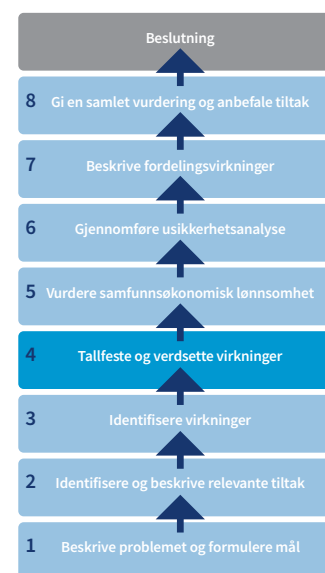 Beslutning
8 Gi en samlet vurdering og anbefale tiltak
7 Beskrive fordelingsvirkninger
6 Gjennomføre usikkerhetsanalyse
5 Vurdere samfunnsøkonomisk lønnsomhet
4 Tallfeste og verdsette virkninger
3 Identifisere virkninger
2 Identifisere og beskrive relevante tiltak
1 Beskrive problemet og formulere mål